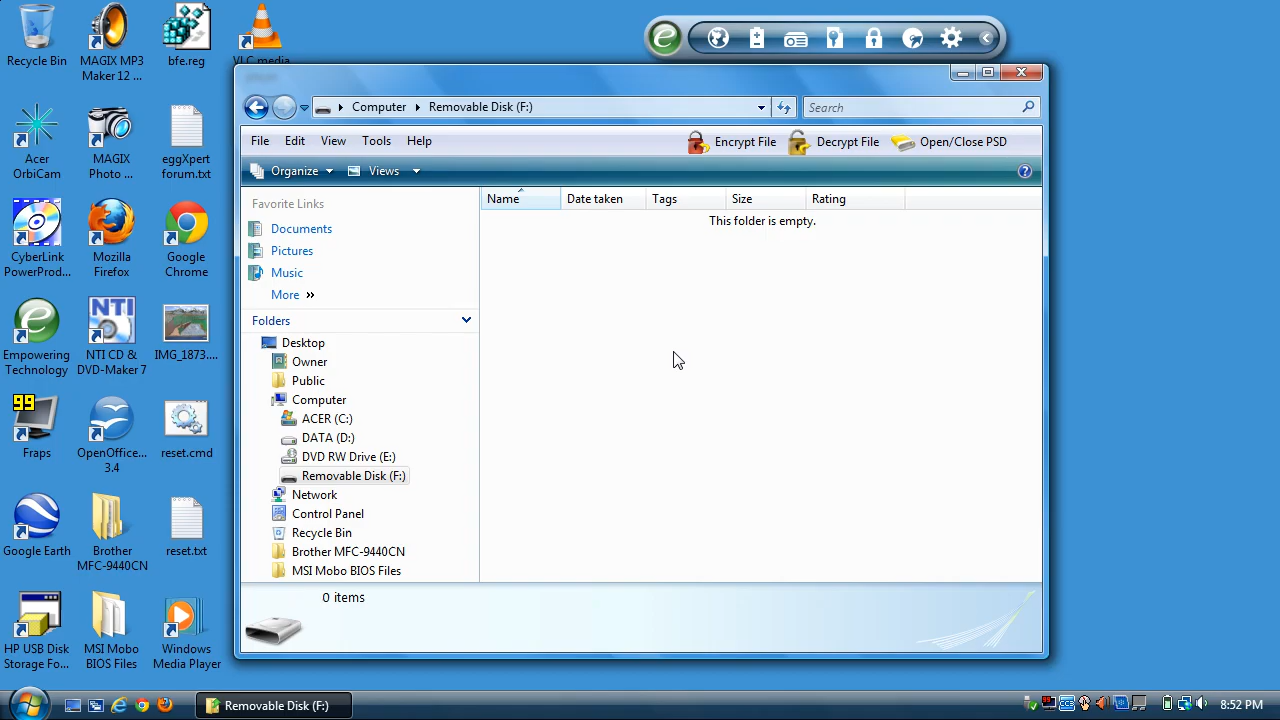 Recycle Bin
MAGIX MP3
Maker 12 ...
bfe.reg
VLC media
Acer
OrbiCam
MAGIX
Photo ...
eggXpert
forum.txt
CyberLink
PowerProd...
Mozilla
Firefox
Google
Chrome
Empowering
Technology
NTI
NTI CD &
DVD-Maker 7
IMG_1873....
99
Fraps
OpenOffice...
3.4
reset.cmd
Google Earth
Brother
MFC-9440CN
reset.txt
HP USB Disk
Storage Fo...
MSI Mobo
BIOS Files
Windows
Media Player
e
Computer
Removable Disk (F:)
Search
File
Edit
View
Tools
Help
Encrypt File
Decrypt File
Open/Close PSD
Organize
Views
Favorite Links
Documents
Pictures
Music
More »
Folders
Desktop
Owner
Public
Computer
ACER (C:)
DATA (D:)
DVD RW Drive (E:)
Removable Disk (F:)
Network
Control Panel
Recycle Bin
Brother MFC-9440CN
MSI Mobo BIOS Files
Name
Date taken
Tags
Size
Rating
This folder is empty.
0 items
Removable Disk (F:)
8:52 PM